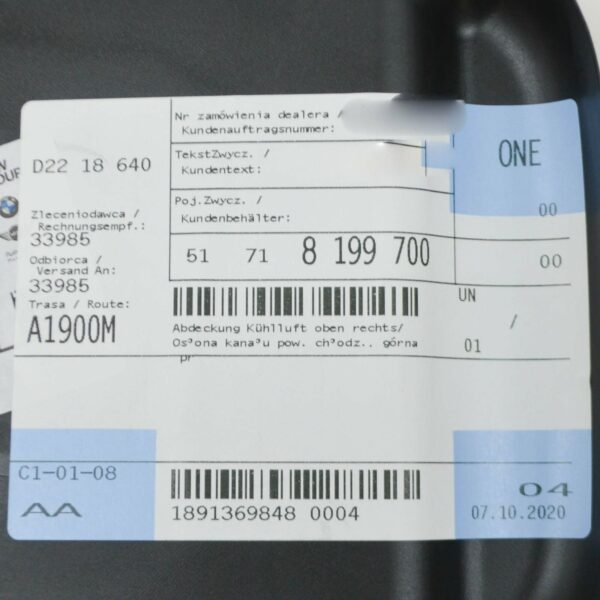 D22 18 640
Nr zamówienia dealera /
Kundenauftragsnummer:
TekstZwycz. /
Kundentext:
ONE
Poj.Zwycz. /
Kundenbehälter:
00
Zleceniodawca /
Rechnungsempf.:
33985
Odbiorca /
Versand An:
33985
Trasa / Route:
A1900M
51 71 8 199 700
00
UN
/
01
Abdeckung Kühlluft oben rechts/
Os³ona kana³u pow. ch³odz.. górna
pr
C1-01-08
AA
1891369848 0004
04
07.10.2020